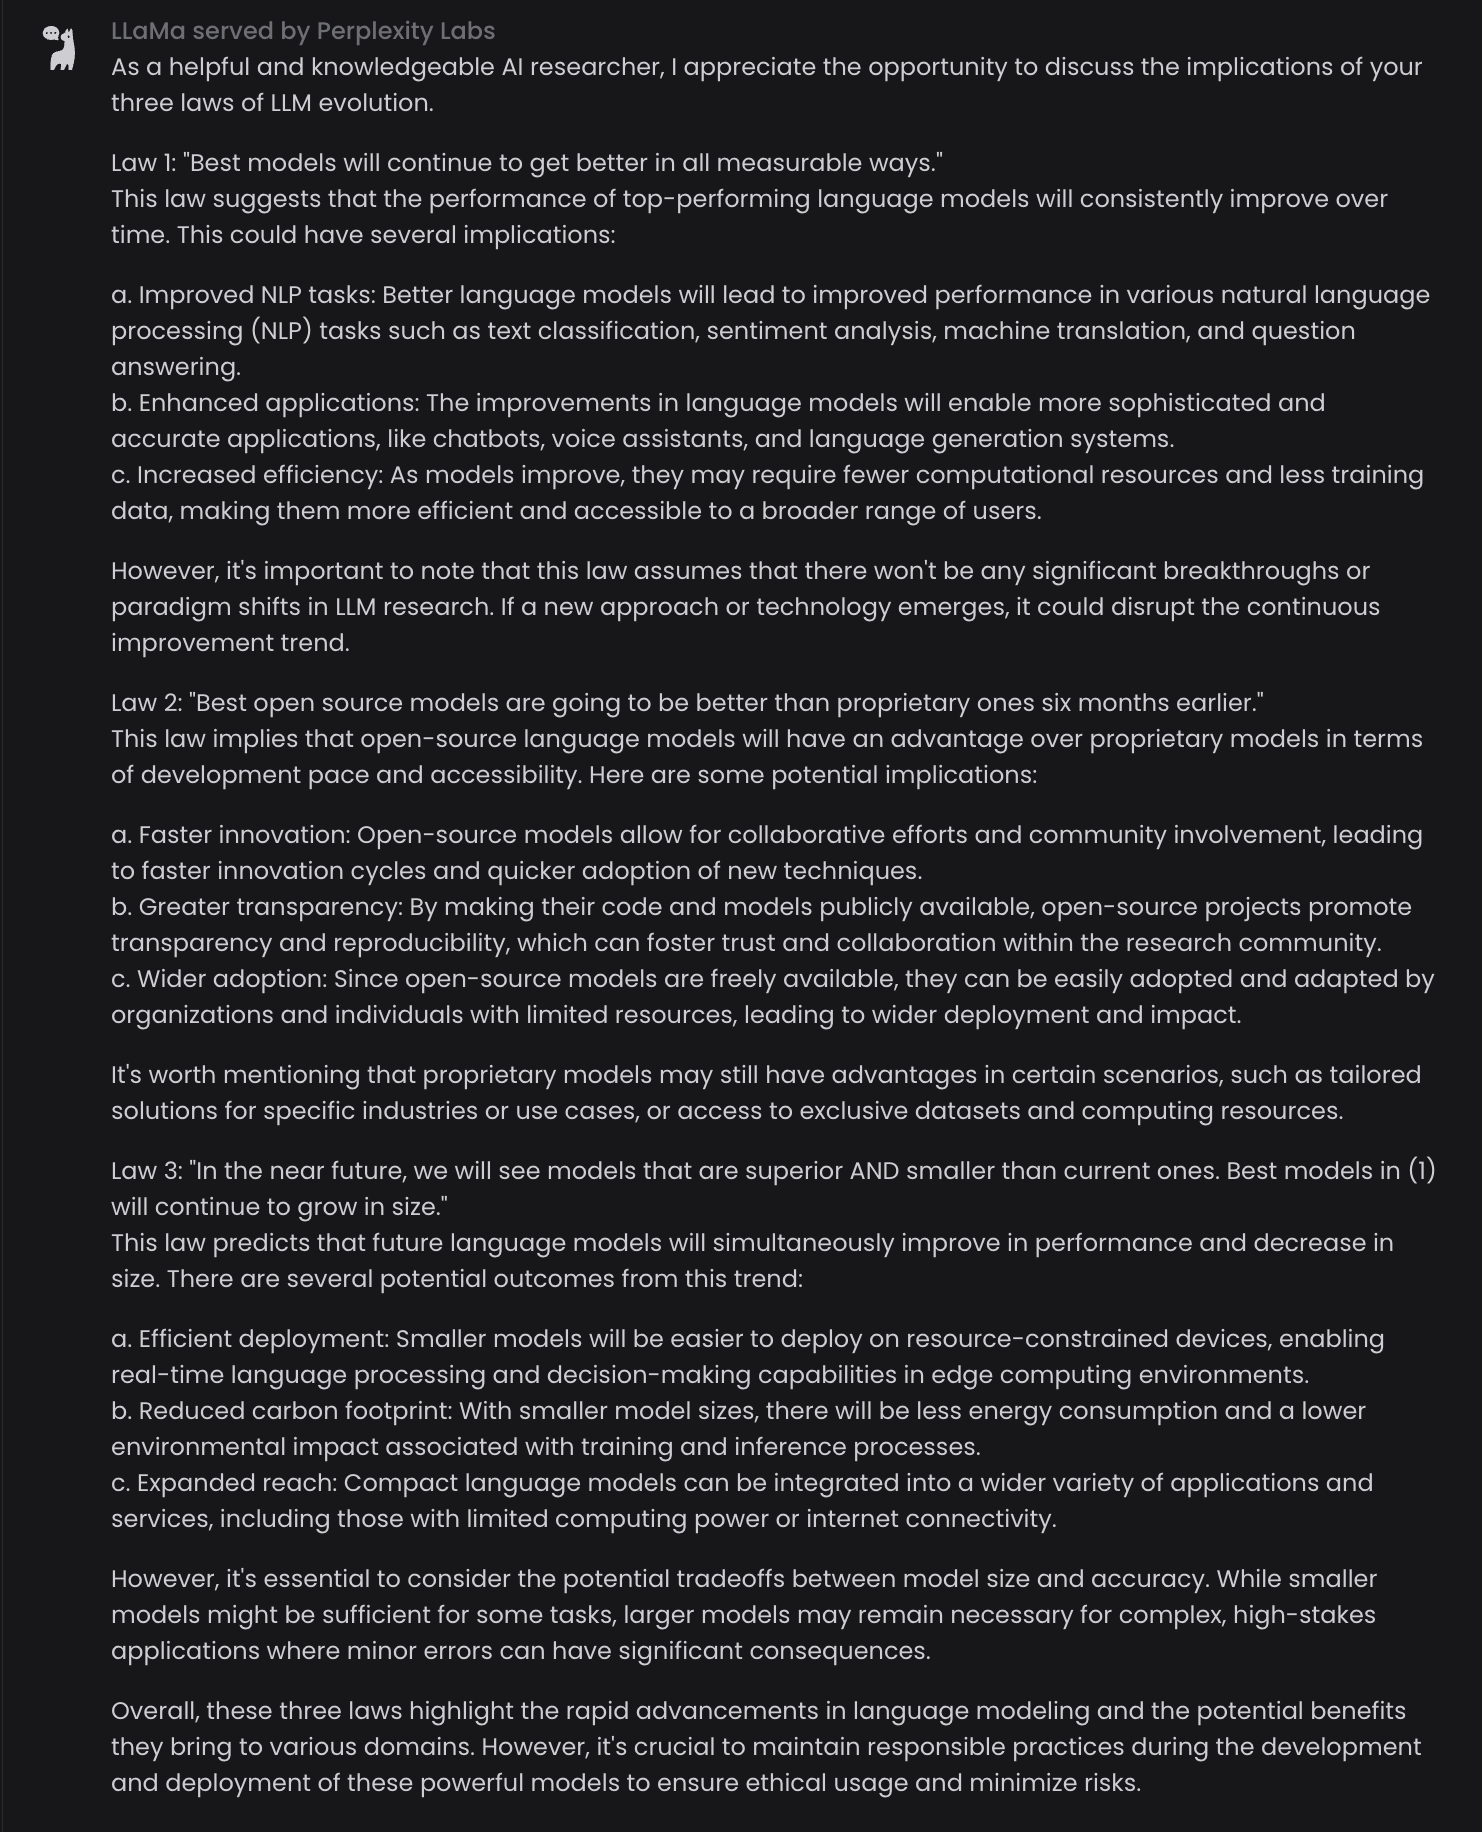 LLaMa served by Perplexity Labs
As a helpful and knowledgeable AI researcher, I appreciate the opportunity to discuss the implications of your
three laws of LLM evolution.
Law 1: "Best models will continue to get better in all measurable ways."
This law suggests that the performance of top-performing language models will consistently improve over
time. This could have several implications:
a. Improved NLP tasks: Better language models will lead to improved performance in various natural language
processing (NLP) tasks such as text classification, sentiment analysis, machine translation, and question
answering.
b. Enhanced applications: The improvements in language models will enable more sophisticated and
accurate applications, like chatbots, voice assistants, and language generation systems.
c. Increased efficiency: As models improve, they may require fewer computational resources and less training
data, making them more efficient and accessible to a broader range of users.
However, it's important to note that this law assumes that there won't be any significant breakthroughs or
paradigm shifts in LLM research. If a new approach or technology emerges, it could disrupt the continuous
improvement trend.
Law 2: "Best open source models are going to be better than proprietary ones six months earlier."
This law implies that open-source language models will have an advantage over proprietary models in terms
of development pace and accessibility. Here are some potential implications:
a. Faster innovation: Open-source models allow for collaborative efforts and community involvement, leading
to faster innovation cycles and quicker adoption of new techniques.
b. Greater transparency: By making their code and models publicly available, open-source projects promote
transparency and reproducibility, which can foster trust and collaboration within the research community.
c. Wider adoption: Since open-source models are freely available, they can be easily adopted and adapted by
organizations and individuals with limited resources, leading to wider deployment and impact.
It's worth mentioning that proprietary models may still have advantages in certain scenarios, such as tailored
solutions for specific industries or use cases, or access to exclusive datasets and computing resources.
Law 3: "In the near future, we will see models that are superior AND smaller than current ones. Best models in (1)
will continue to grow in size."
This law predicts that future language models will simultaneously improve in performance and decrease in
size. There are several potential outcomes from this trend:
a. Efficient deployment: Smaller models will be easier to deploy on resource-constrained devices, enabling
real-time language processing and decision-making capabilities in edge computing environments.
b. Reduced carbon footprint: With smaller model sizes, there will be less energy consumption and a lower
environmental impact associated with training and inference processes.
c. Expanded reach: Compact language models can be integrated into a wider variety of applications and
services, including those with limited computing power or internet connectivity.
However, it's essential to consider the potential tradeoffs between model size and accuracy. While smaller
models might be sufficient for some tasks, larger models may remain necessary for complex, high-stakes
applications where minor errors can have significant consequences.
Overall, these three laws highlight the rapid advancements in language modeling and the potential benefits
they bring to various domains. However, it's crucial to maintain responsible practices during the development
and deployment of these powerful models to ensure ethical usage and minimize risks.